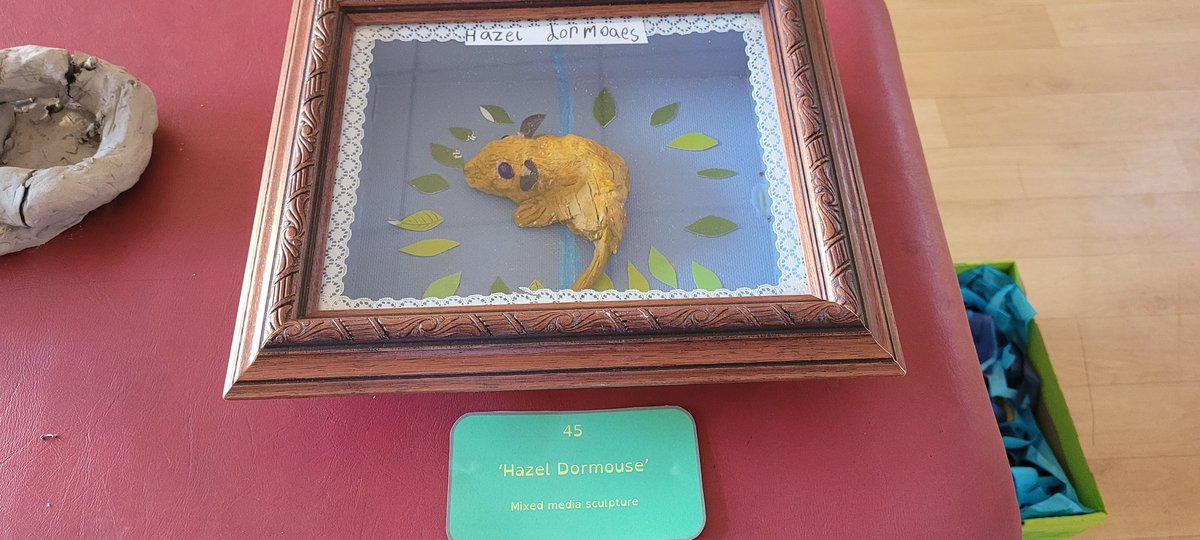 Hazel dormoaes
45
‘Hazel Dormouse’
Mixed media sculpture